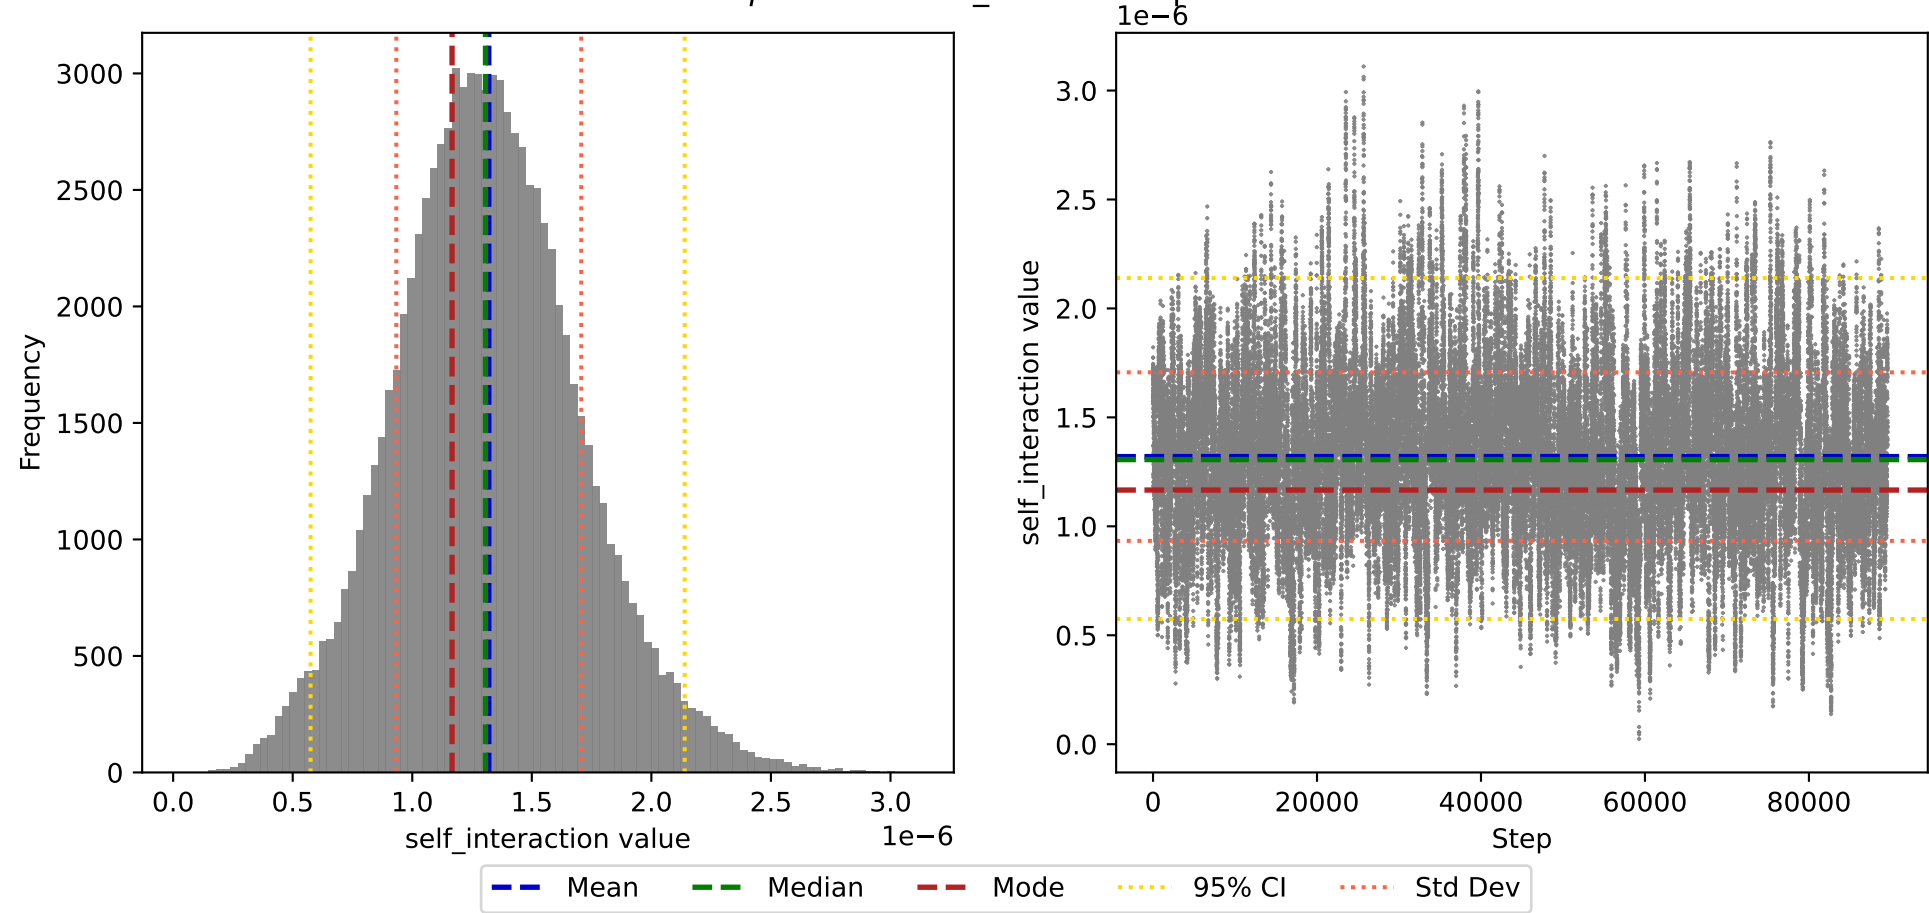 1e−6
3000
2500
2000
1500
1000
500
0
Frequency
0.0 0.5 1.0 1.5 2.0 2.5 3.0
1e−6
self_interaction value
3.0
2.5
2.0
1.5
1.0
0.5
0.0
self_interaction value
0 20000 40000 60000 80000
Step
Mean Median Mode 95% CI Std Dev